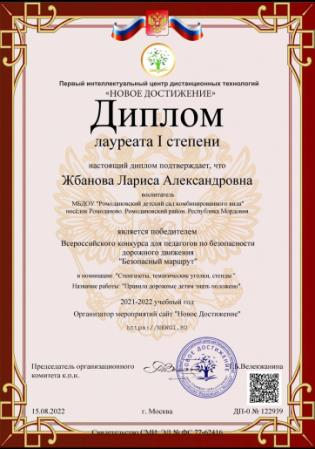 Первый интеллектуальный центр дистанционных технологий
«НОВОЕ ДОСТИЖЕНИЕ»
Диплом
лауреата I степени
настоящий диплом подтверждает, что
Жбанова Лариса Александровна
воспитатель
МБДОУ "Ромодановский детский сад комбинированного вида"
посёлок Ромоданово. Ромодановский район. Республика Мордовия
является победителем
Всероссийского конкурса для педагогов по безопасности
дорожного движения
"Безопасный маршрут"
в номинации: "Стенгазеты, тематические уголки, стенды"
Название работы: "Правила дорожные детям знать положено"
2021-2022 учебный год
Организатор мероприятий сайт "Новое Достижение"
Председатель организационного
комитета к.п.н.
НОВОЕ ДОСТИЖЕНИЕ
15.08.2022
г. Москва
ДП-0 № 122939
Свидетельство СМИ: ЭЛ № ФС 77-62416